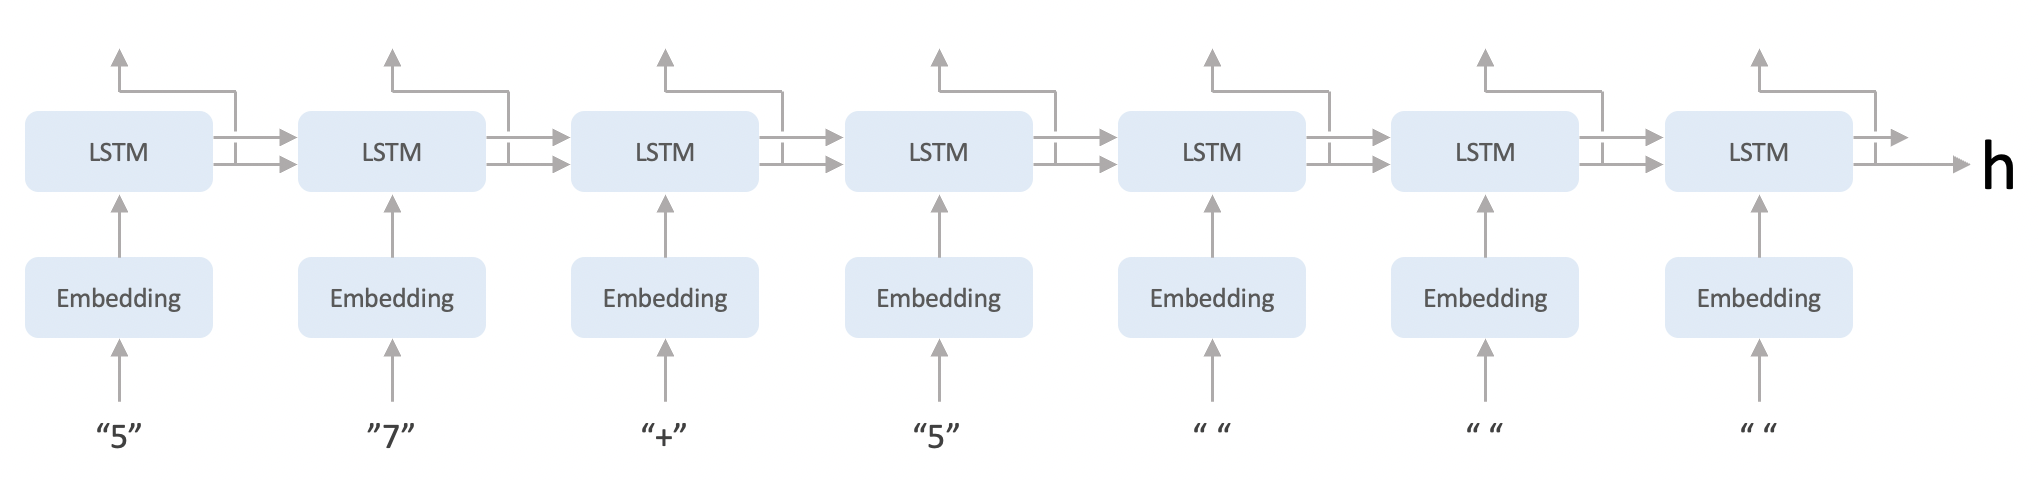 LSTM LSTM LSTM LSTM LSTM LSTM LSTM h
Embedding Embedding Embedding Embedding Embedding Embedding Embedding
“5” ”7” “+” “5” “ “ “ “ “ “